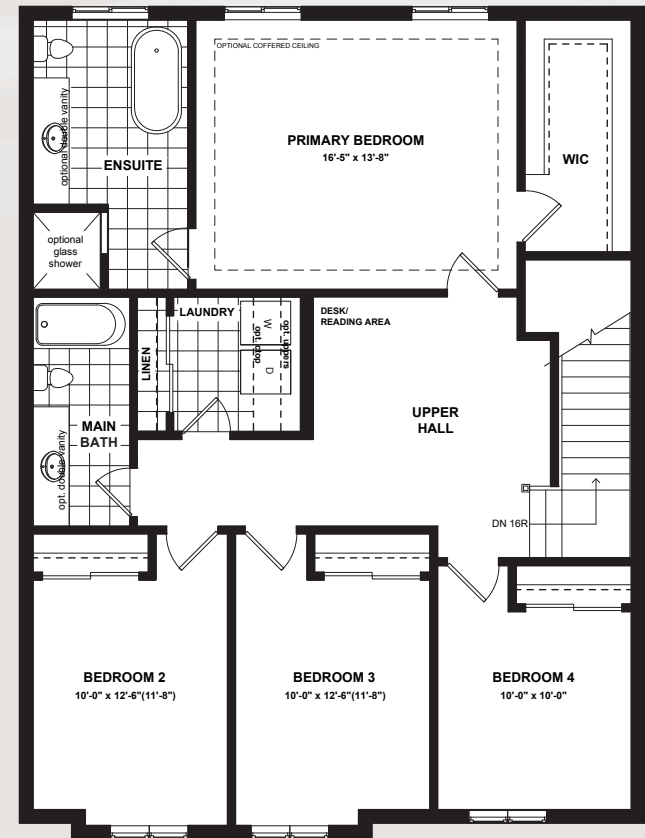 OPTIONAL COFFERED CEILING
PRIMARY BEDROOM
16'-5" x 13'-8"
optional double vanity
ENSUITE
WIC
optional
glass
shower
LINEN
LAUNDRY
W
D
opt. ctop
opt. uppers
DESK/
READING AREA
UPPER
HALL
MAIN
BATH
opt. double vanity
DN 16R
BEDROOM 2
10'-0" x 12'-6"(11'-8")
BEDROOM 3
10'-0" x 12'-6"(11'-8")
BEDROOM 4
10'-0" x 10'-0"